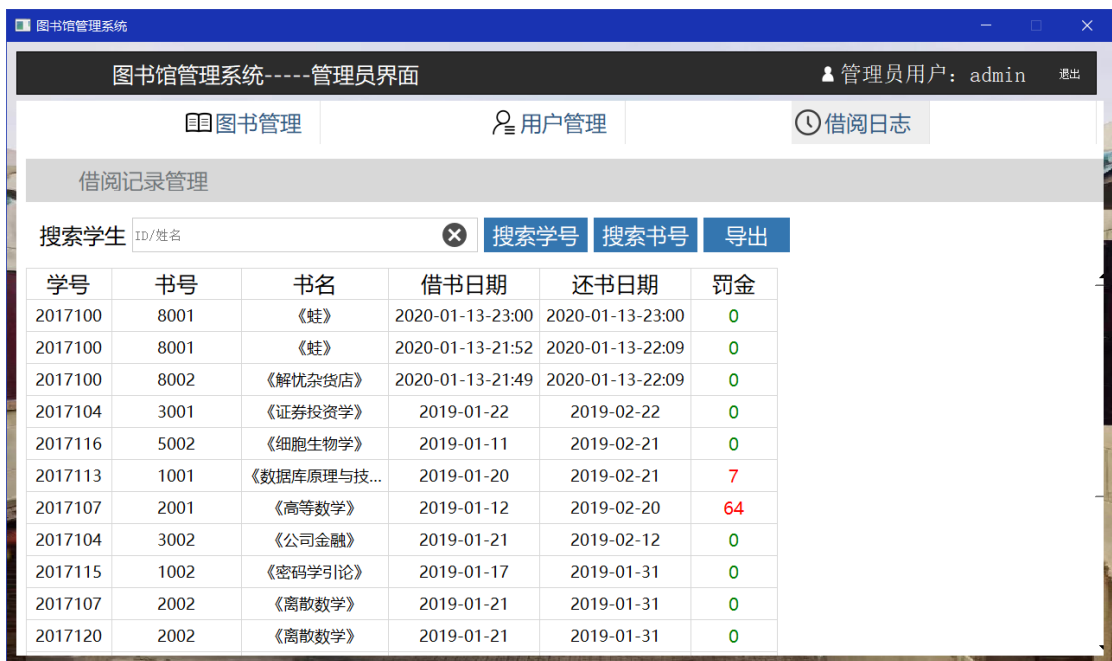 图书馆管理系统
图书馆管理系统-----管理员界面 管理员用户：admin 退出
图书管理 用户管理 借阅日志
借阅记录管理
搜索学生 ID/姓名 搜索学号 搜索书号 导出
学号 书号 书名 借书日期 还书日期 罚金
2017100 8001 《蛙》 2020-01-13-23:00 2020-01-13-23:00 0
2017100 8001 《蛙》 2020-01-13-21:52 2020-01-13-22:09 0
2017100 8002 《解忧杂货店》 2020-01-13-21:49 2020-01-13-22:09 0
2017104 3001 《证券投资学》 2019-01-22 2019-02-22 0
2017116 5002 《细胞生物学》 2019-01-11 2019-02-21 0
2017113 1001 《数据库原理与技... 2019-01-20 2019-02-21 7
2017107 2001 《高等数学》 2019-01-12 2019-02-20 64
2017104 3002 《公司金融》 2019-01-21 2019-02-12 0
2017115 1002 《密码学引论》 2019-01-17 2019-01-31 0
2017107 2002 《离散数学》 2019-01-21 2019-01-31 0
2017120 2002 《离散数学》 2019-01-21 2019-01-31 0